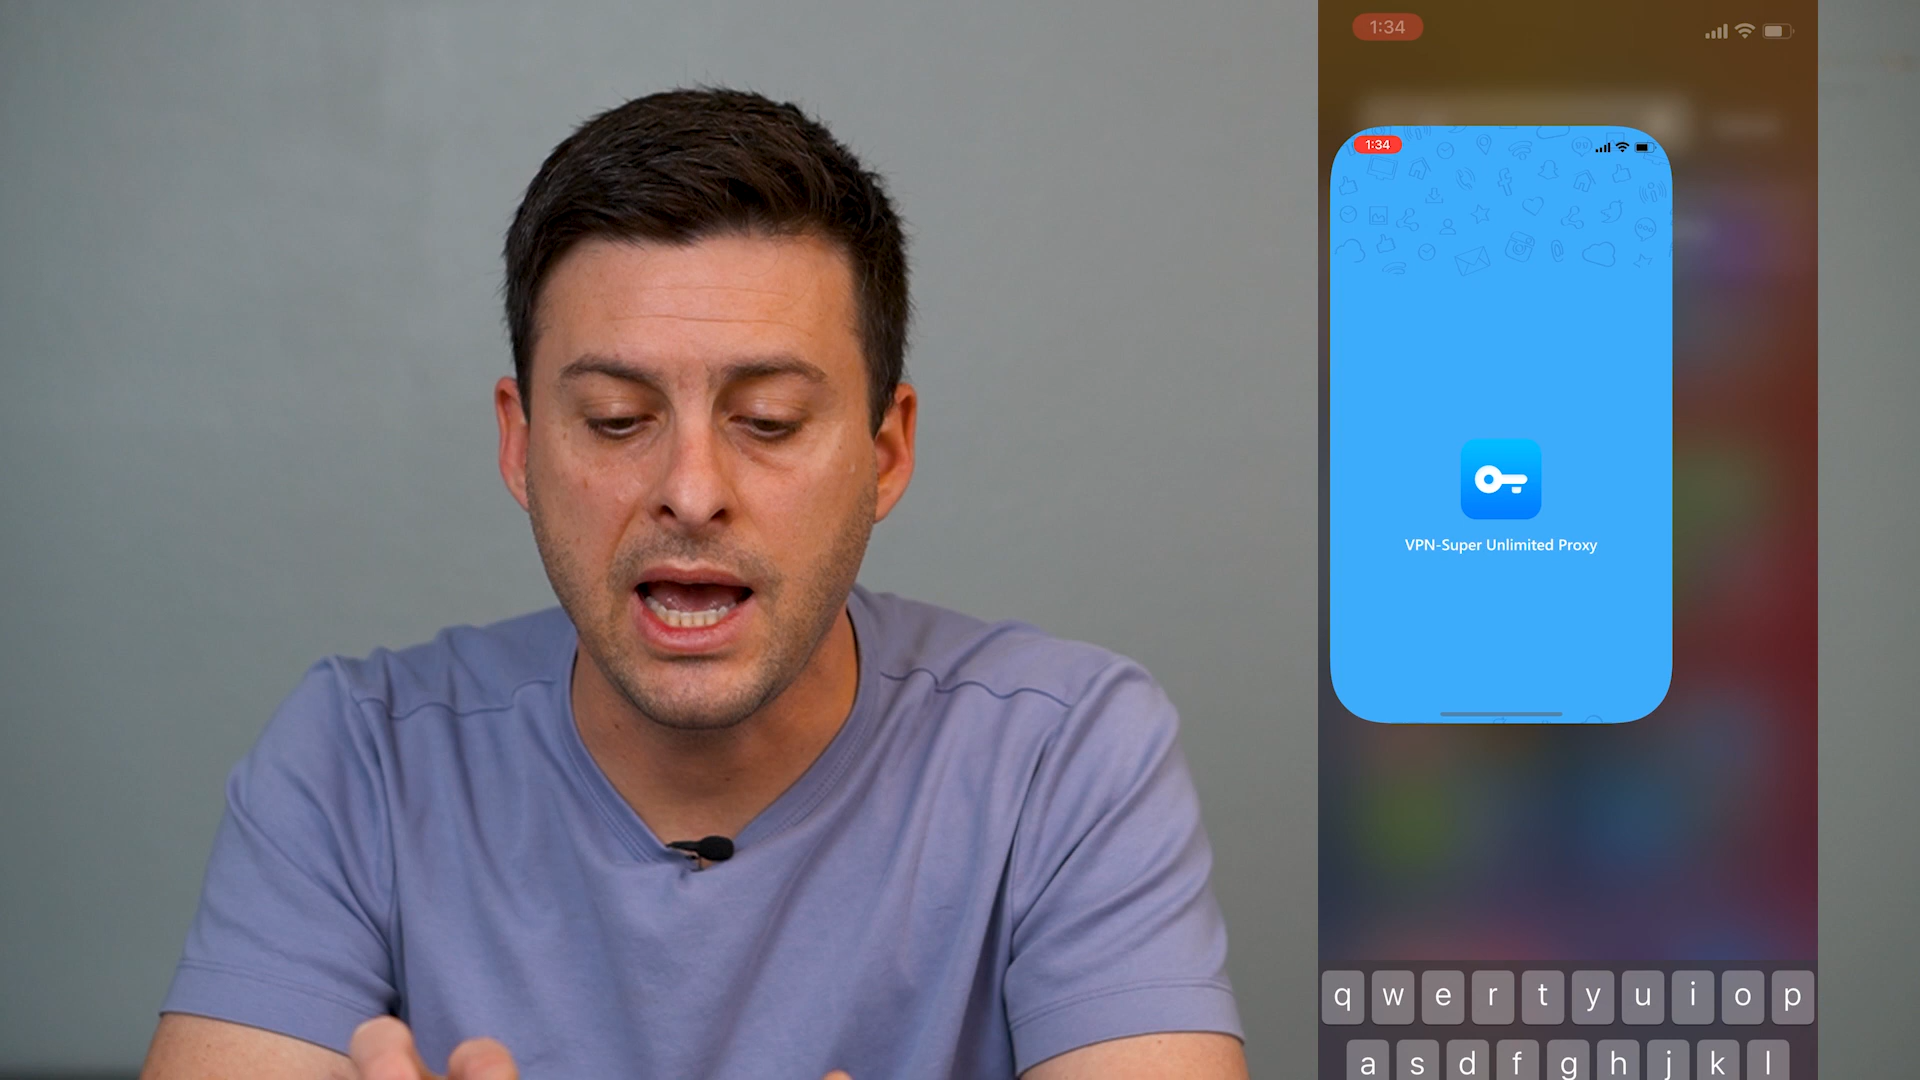 1:34
1:34
VPN-Super Unlimited Proxy
q w e r t y u i o p
a s d f g h j k l